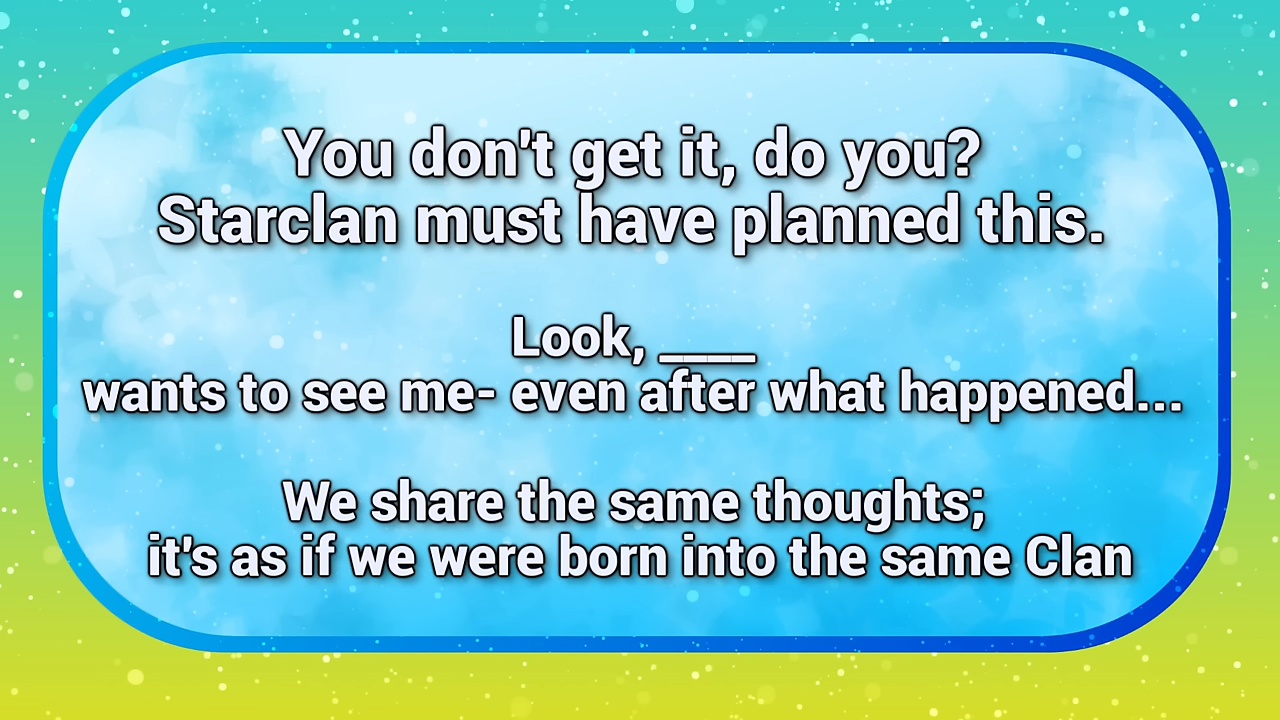 You don't get it, do you?
Starclan must have planned this.
Look, ____
wants to see me- even after what happened...
We share the same thoughts;
it's as if we were born into the same Clan